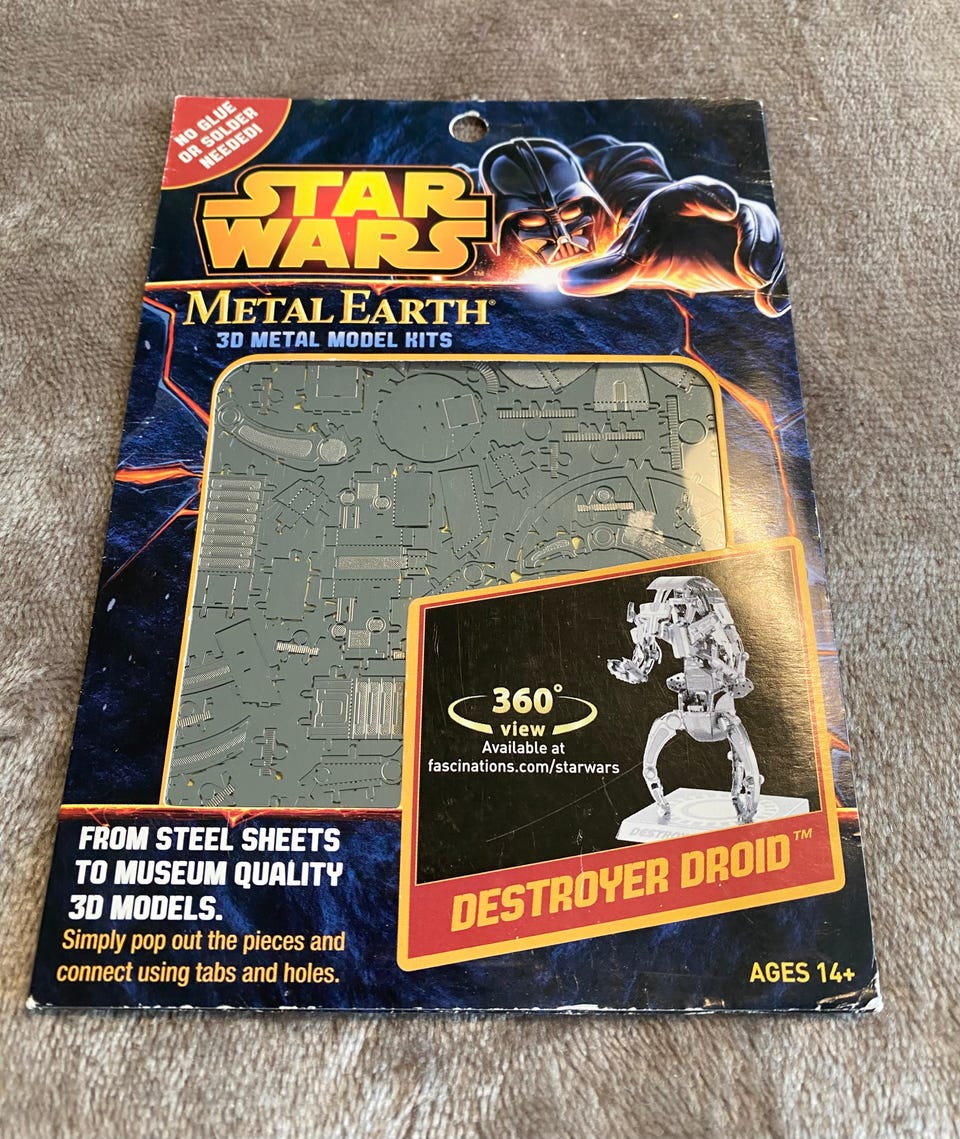 NO GLUE
OR SOLDER
NEEDED!
STAR
WARS™
METAL EARTH®
3D METAL MODEL KITS
360°
view
Available at
fascinations.com/starwars
DESTROYER DROID™
FROM STEEL SHEETS
TO MUSEUM QUALITY
3D MODELS.
Simply pop out the pieces and
connect using tabs and holes.
AGES 14+